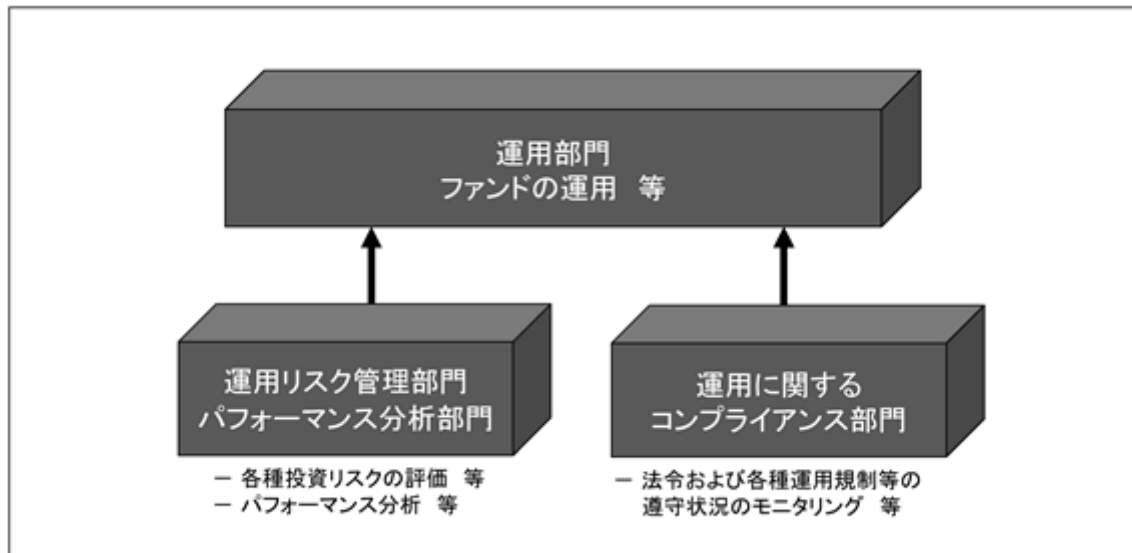 運用部門
ファンドの運用 等
運用リスク管理部門
パフォーマンス分析部門
－ 各種投資リスクの評価 等
－ パフォーマンス分析 等
運用に関する
コンプライアンス部門
－ 法令および各種運用規制等の
遵守状況のモニタリング 等